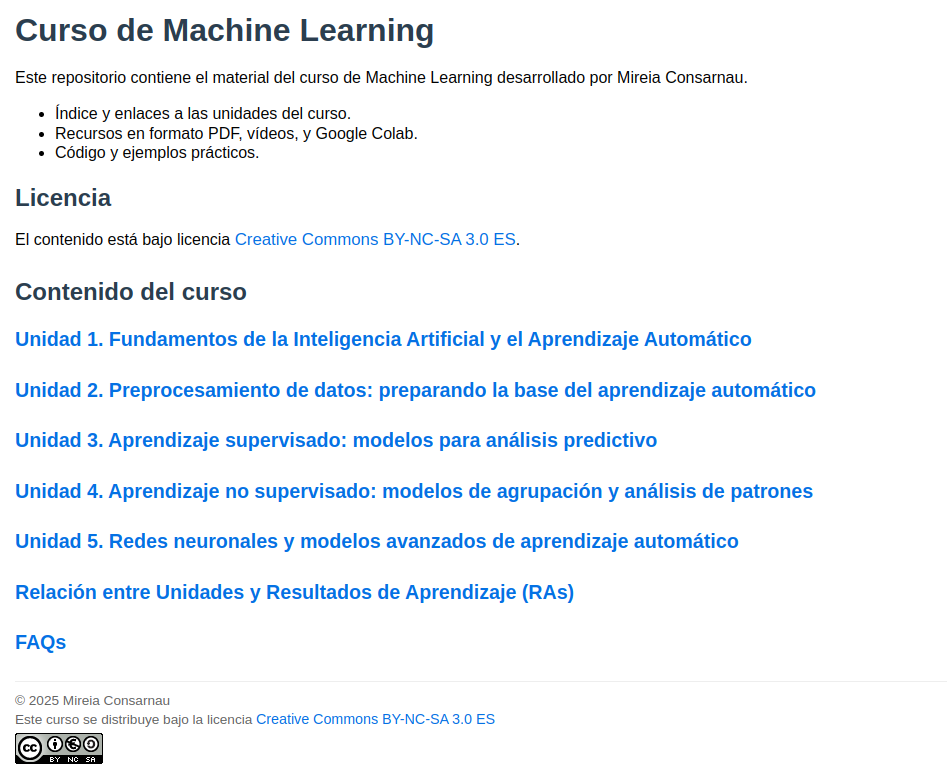 Curso de Machine Learning
Este repositorio contiene el material del curso de Machine Learning desarrollado por Mireia Consarnau.
• Índice y enlaces a las unidades del curso.
• Recursos en formato PDF, vídeos, y Google Colab.
• Código y ejemplos prácticos.
Licencia
El contenido está bajo licencia Creative Commons BY-NC-SA 3.0 ES.
Contenido del curso
Unidad 1. Fundamentos de la Inteligencia Artificial y el Aprendizaje Automático
Unidad 2. Preprocesamiento de datos: preparando la base del aprendizaje automático
Unidad 3. Aprendizaje supervisado: modelos para análisis predictivo
Unidad 4. Aprendizaje no supervisado: modelos de agrupación y análisis de patrones
Unidad 5. Redes neuronales y modelos avanzados de aprendizaje automático
Relación entre Unidades y Resultados de Aprendizaje (RAs)
FAQs
© 2025 Mireia Consarnau
Este curso se distribuye bajo la licencia Creative Commons BY-NC-SA 3.0 ES
cc
BY NC SA